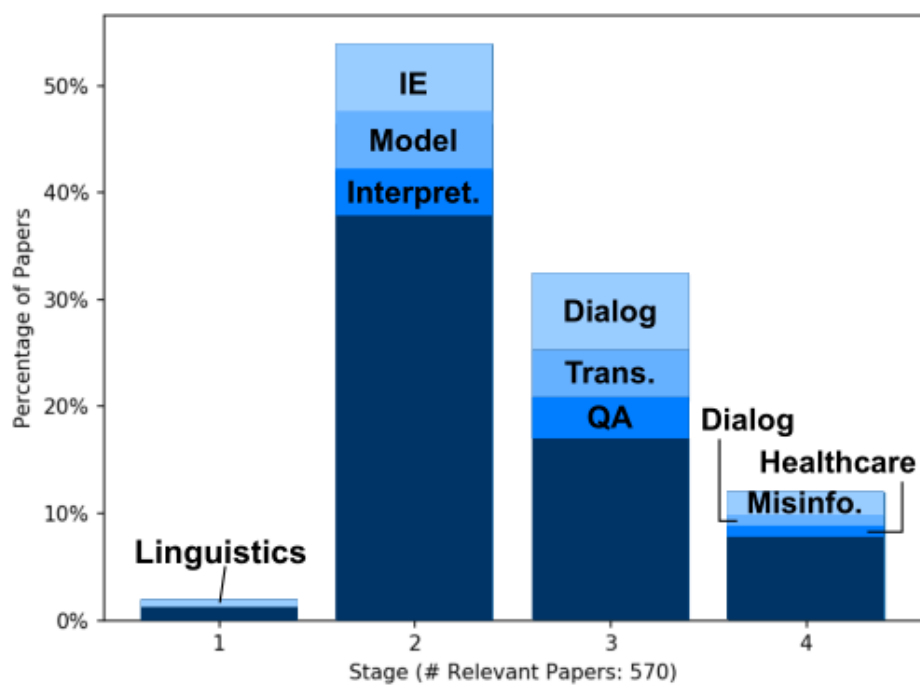 50%
40%
30%
20%
10%
0%
Percentage of Papers
IE
Model
Interpret.
Dialog
Trans.
QA
Dialog
Healthcare
Misinfo.
Linguistics
1
2
3
4
Stage (# Relevant Papers: 570)